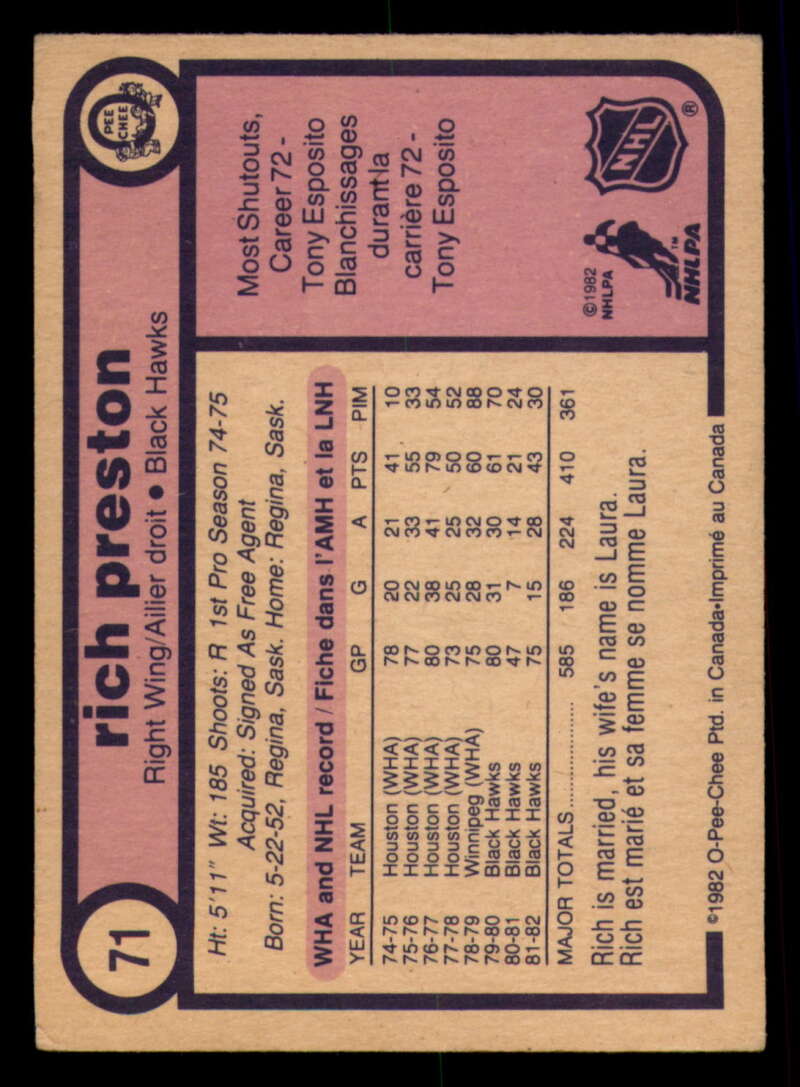 71
rich preston
Right Wing/Ailier droit • Black Hawks
O PEE CHEE
Ht: 5'11" Wt: 185 Shoots: R 1st Pro Season 74-75
Acquired: Signed As Free Agent
Born: 5-22-52, Regina, Sask. Home: Regina, Sask.
WHA and NHL record / Fiche dans l'AMH et la LNH
YEAR TEAM GP G A PTS PIM
74-75 Houston (WHA) 78 20 21 41 10
75-76 Houston (WHA) 77 22 33 55 33
76-77 Houston (WHA) 80 38 41 79 54
77-78 Houston (WHA) 73 25 25 50 52
78-79 Winnipeg (WHA) 75 28 32 60 88
79-80 Black Hawks 80 31 30 61 70
80-81 Black Hawks 47 7 14 21 24
81-82 Black Hawks 75 15 28 43 30
MAJOR TOTALS.............. 585 186 224 410 361
Rich is married, his wife's name is Laura.
Rich est marié et sa femme se nomme Laura.
Most Shutouts,
Career 72 -
Tony Esposito
Blanchissages
durant la
carrière 72 -
Tony Esposito
©1982
NHLPA
NHLPA™
NHL®
©1982 O-Pee-Chee Ptd. in Canada•Imprimé au Canada